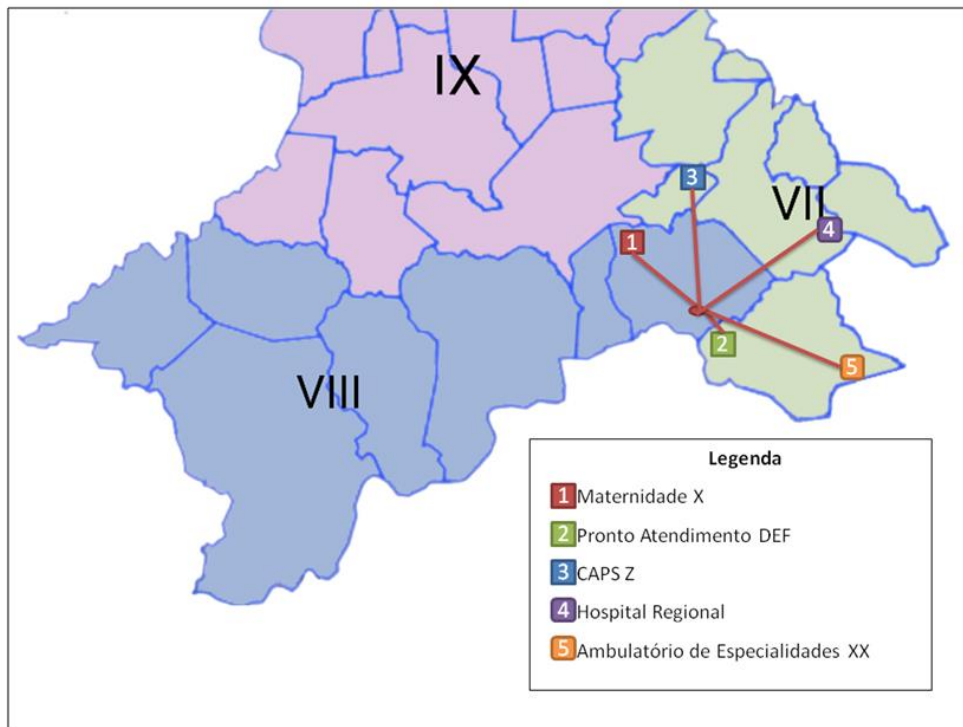 IX
3
VII
4
1
2
5
VIII
Legenda
1 Maternidade X
2 Pronto Atendimento DEF
3 CAPS Z
4 Hospital Regional
5 Ambulatório de Especialidades XX